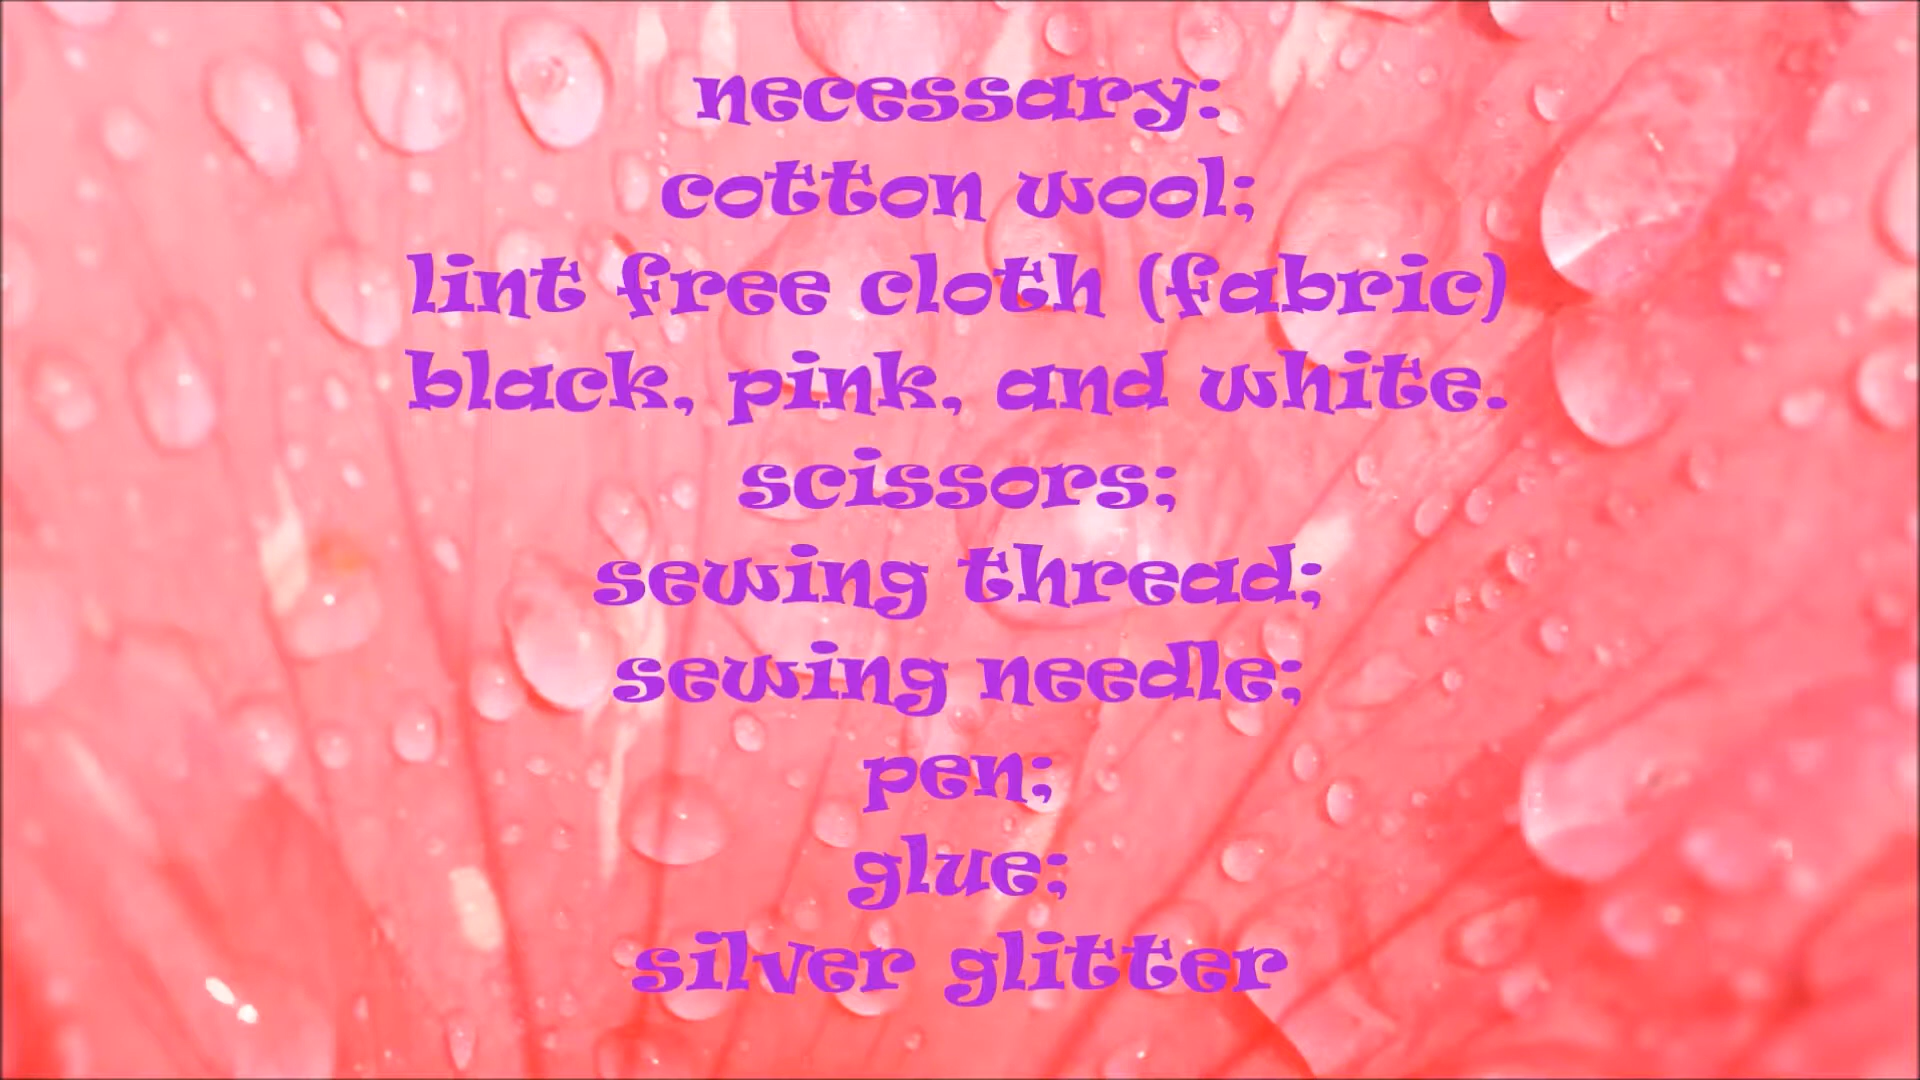 necessary:
cotton wool;
lint free cloth (fabric)
black, pink, and white.
scissors;
sewing thread;
sewing needle;
pen;
glue;
silver glitter